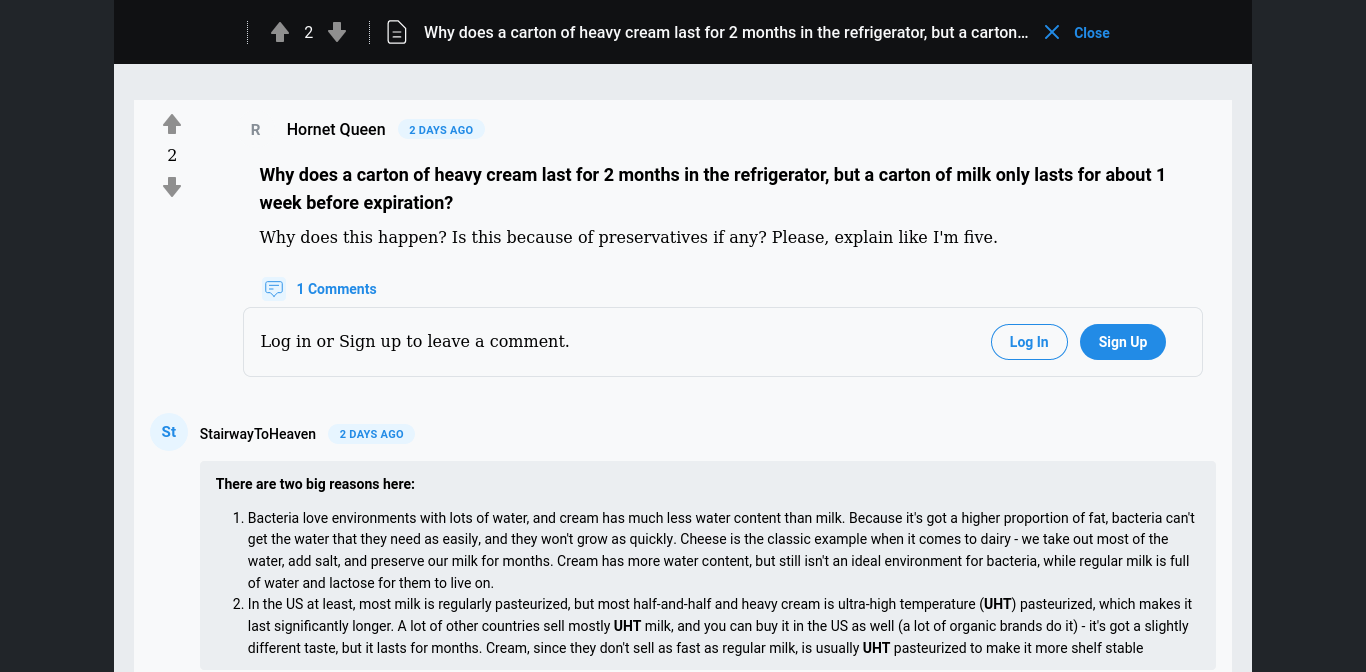 2
Why does a carton of heavy cream last for 2 months in the refrigerator, but a carton…
Close
R
Hornet Queen
2 DAYS AGO
2
Why does a carton of heavy cream last for 2 months in the refrigerator, but a carton of milk only lasts for about 1
week before expiration?
Why does this happen? Is this because of preservatives if any? Please, explain like I'm five.
1 Comments
Log in or Sign up to leave a comment.
Log In
Sign Up
St
StairwayToHeaven
2 DAYS AGO
There are two big reasons here:
1. Bacteria love environments with lots of water, and cream has much less water content than milk. Because it's got a higher proportion of fat, bacteria can't
get the water that they need as easily, and they won't grow as quickly. Cheese is the classic example when it comes to dairy - we take out most of the
water, add salt, and preserve our milk for months. Cream has more water content, but still isn't an ideal environment for bacteria, while regular milk is full
of water and lactose for them to live on.
2. In the US at least, most milk is regularly pasteurized, but most half-and-half and heavy cream is ultra-high temperature (UHT) pasteurized, which makes it
last significantly longer. A lot of other countries sell mostly UHT milk, and you can buy it in the US as well (a lot of organic brands do it) - it's got a slightly
different taste, but it lasts for months. Cream, since they don't sell as fast as regular milk, is usually UHT pasteurized to make it more shelf stable